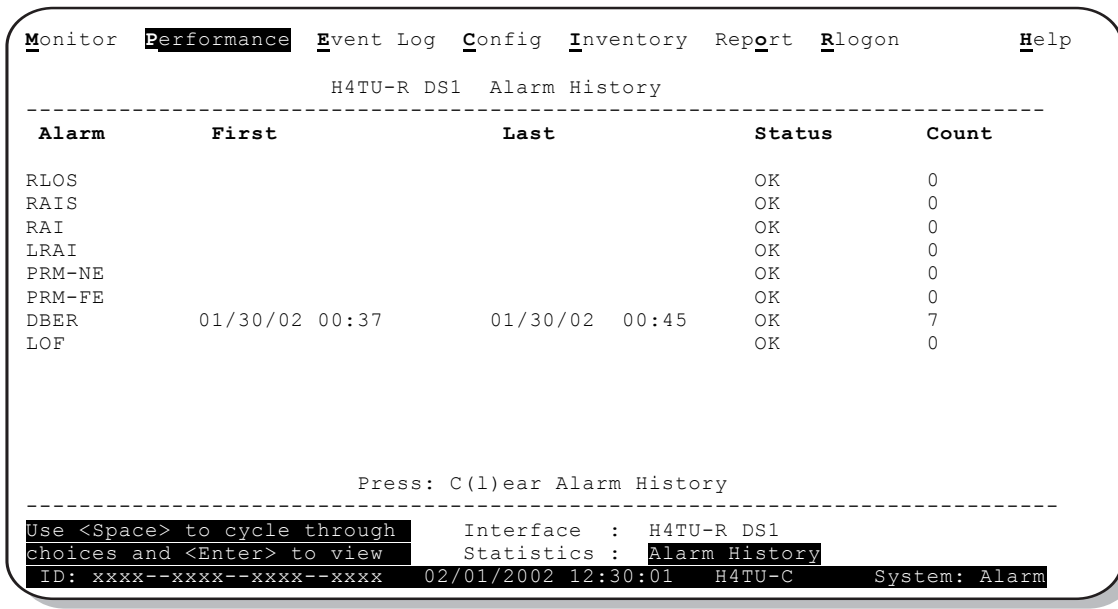 Monitor Performance Event Log Config Inventory Report Rlogon Help
H4TU-R DS1 Alarm History
--------------------------------------------------------------------------------
Alarm First Last Status Count
RLOS OK 0
RAIS OK 0
RAI OK 0
LRAI OK 0
PRM-NE OK 0
PRM-FE OK 0
DBER 01/30/02 00:37 01/30/02 00:45 OK 7
LOF OK 0
Press: C(l)ear Alarm History
--------------------------------------------------------------------------------
Use <Space> to cycle through Interface : H4TU-R DS1
choices and <Enter> to view Statistics : Alarm History
ID: xxxx--xxxx--xxxx--xxxx 02/01/2002 12:30:01 H4TU-C System: Alarm